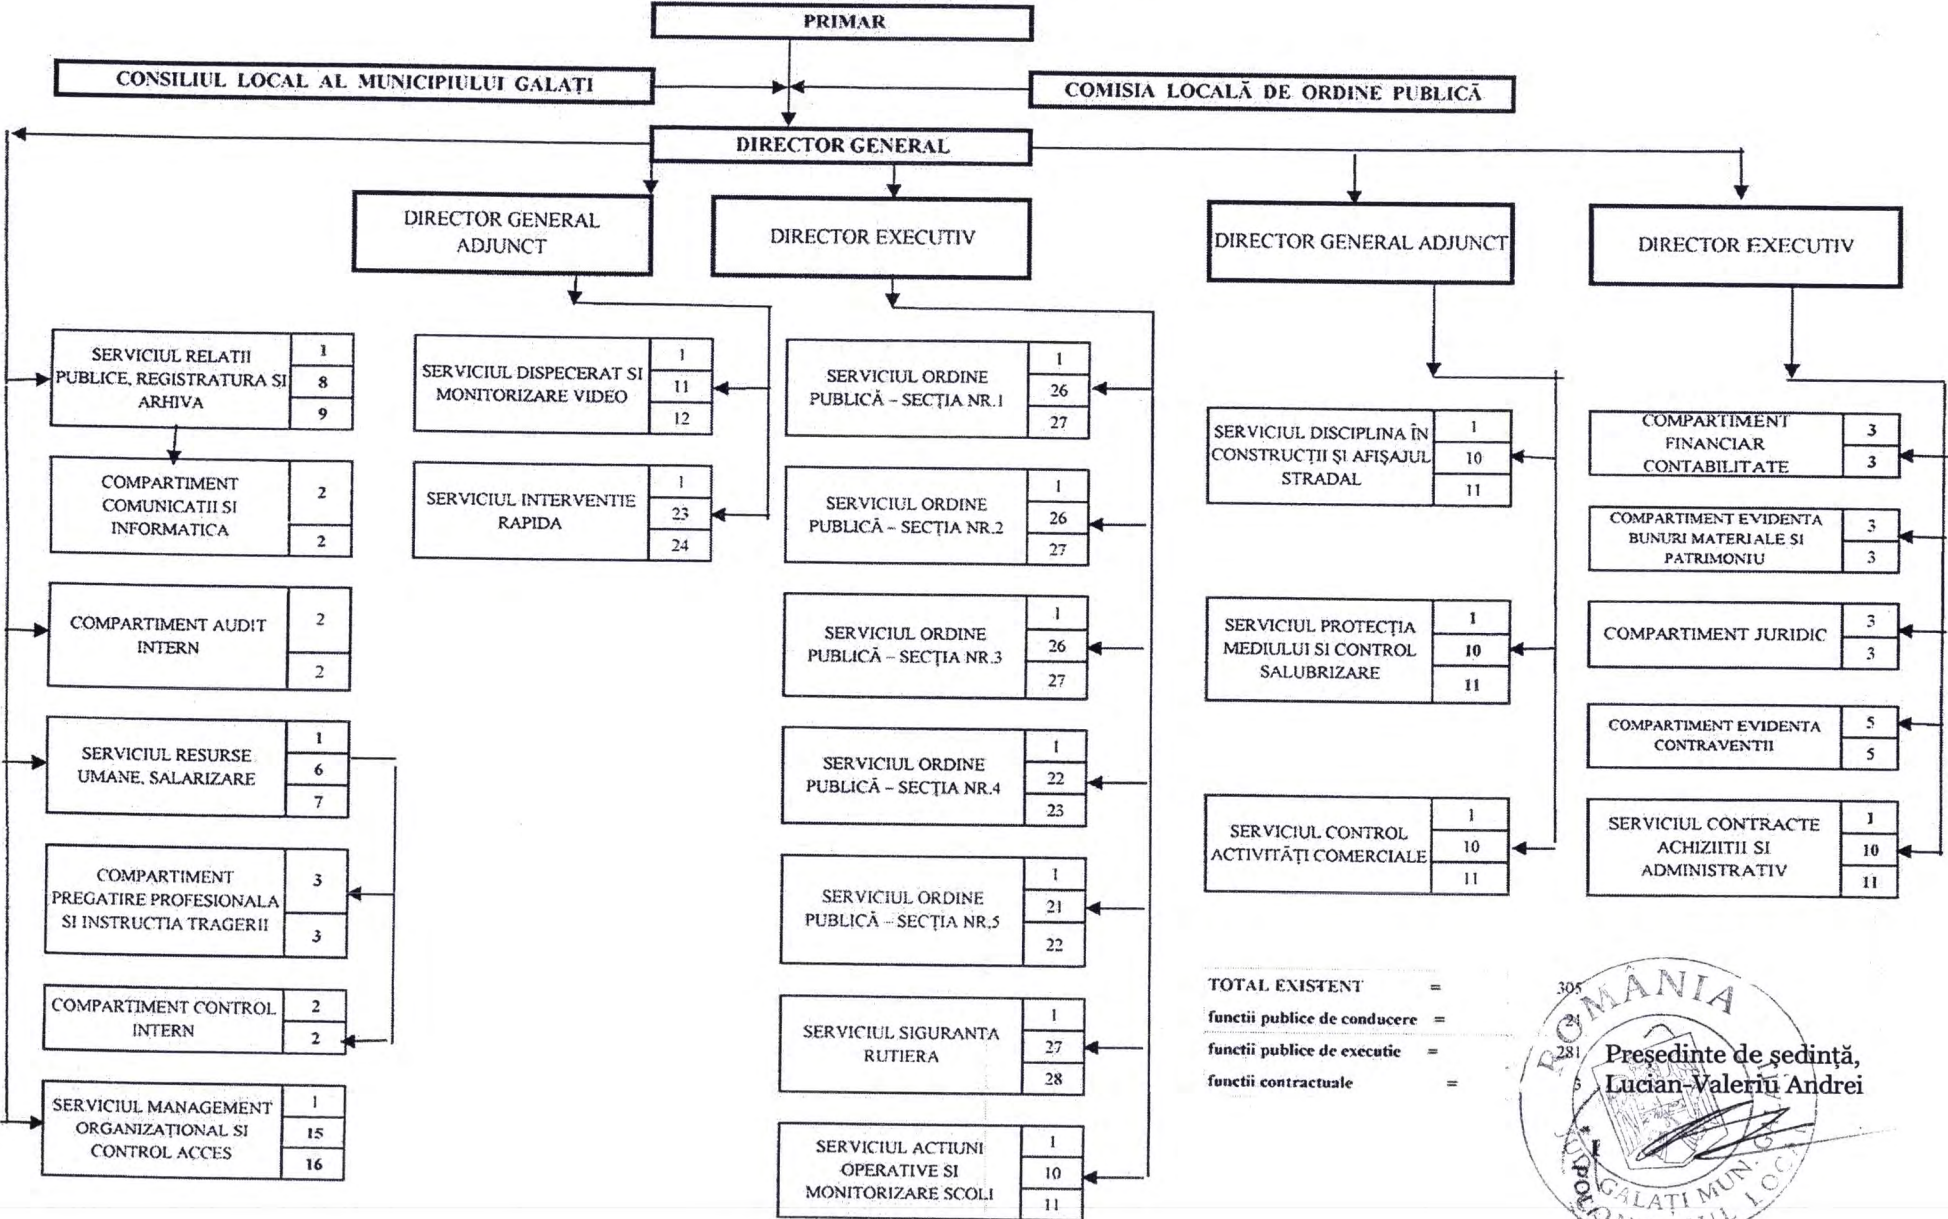 PRIMAR
CONSILIUL LOCAL AL MUNICIPIULUI GALAȚI
COMISIA LOCALĂ DE ORDINE PUBLICĂ
DIRECTOR GENERAL
DIRECTOR GENERAL
ADJUNCT
DIRECTOR EXECUTIV
DIRECTOR GENERAL ADJUNCT
DIRECTOR EXECUTIV
SERVICIUL RELATII
PUBLICE, REGISTRATURA SI
ARHIVA
1
8
9
COMPARTIMENT
COMUNICATII SI
INFORMATICA
2
2
COMPARTIMENT AUDIT
INTERN
2
2
SERVICIUL RESURSE
UMANE, SALARIZARE
1
6
7
COMPARTIMENT
PREGATIRE PROFESIONALA
SI INSTRUCTIA TRAGERII
3
3
COMPARTIMENT CONTROL
INTERN
2
2
SERVICIUL MANAGEMENT
ORGANIZAȚIONAL SI
CONTROL ACCES
1
15
16
SERVICIUL DISPECERAT SI
MONITORIZARE VIDEO
1
11
12
SERVICIUL INTERVENTIE
RAPIDA
1
23
24
SERVICIUL ORDINE
PUBLICĂ – SECȚIA NR.1
1
26
27
SERVICIUL ORDINE
PUBLICĂ – SECȚIA NR.2
1
26
27
SERVICIUL ORDINE
PUBLICĂ – SECȚIA NR.3
1
26
27
SERVICIUL ORDINE
PUBLICĂ – SECȚIA NR.4
1
22
23
SERVICIUL ORDINE
PUBLICĂ – SECȚIA NR.5
1
21
22
SERVICIUL SIGURANTA
RUTIERA
1
27
28
SERVICIUL ACTIUNI
OPERATIVE SI
MONITORIZARE SCOLI
1
10
11
SERVICIUL DISCIPLINA ÎN
CONSTRUCȚII ȘI AFIȘAJUL
STRADAL
1
10
11
SERVICIUL PROTECȚIA
MEDIULUI SI CONTROL
SALUBRIZARE
1
10
11
SERVICIUL CONTROL
ACTIVITĂȚI COMERCIALE
1
10
11
COMPARTIMENT
FINANCIAR
CONTABILITATE
3
3
COMPARTIMENT EVIDENTA
BUNURI MATERIALE SI
PATRIMONIU
3
3
COMPARTIMENT JURIDIC
3
3
COMPARTIMENT EVIDENTA
CONTRAVENTII
5
5
SERVICIUL CONTRACTE
ACHIZIITII SI
ADMINISTRATIV
1
10
11
TOTAL EXISTENT = 305
functii publice de conducere =
functii publice de executie = 281
functii contractuale =
Președinte de ședință,
Lucian-Valeriu Andrei
ROMÂNIA
GALAȚI MUN.